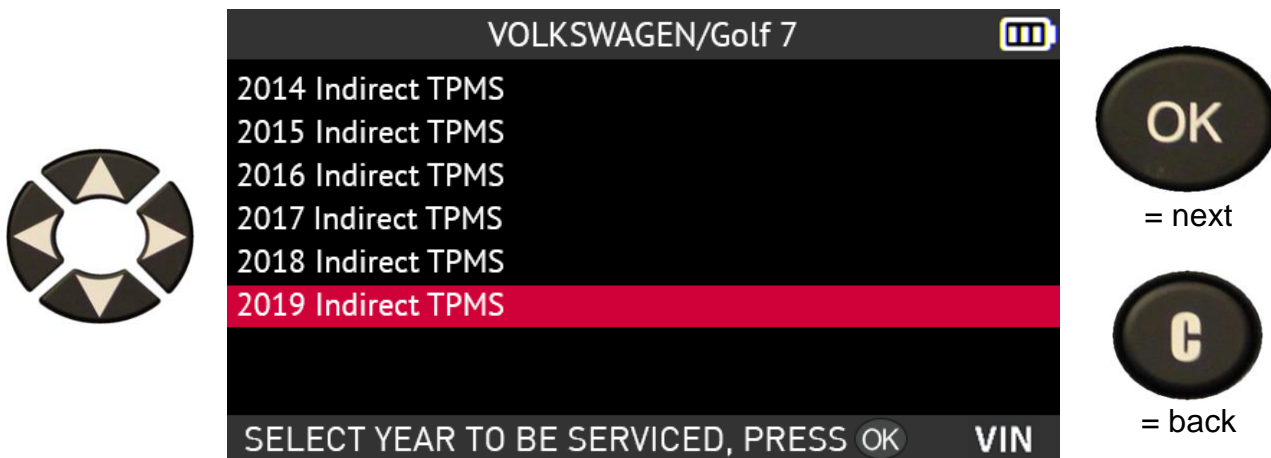 VOLKSWAGEN/Golf 7
2014 Indirect TPMS
2015 Indirect TPMS
2016 Indirect TPMS
2017 Indirect TPMS
2018 Indirect TPMS
2019 Indirect TPMS
SELECT YEAR TO BE SERVICED, PRESS OK VIN
OK
= next
C
= back